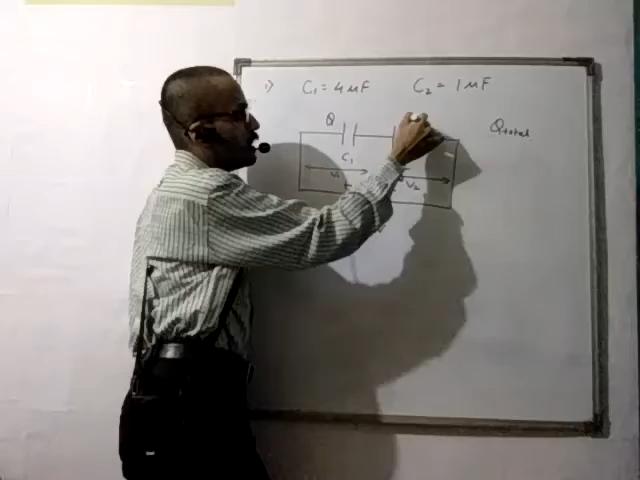 1) C₁ = 4 μF C₂ = 1 μF
Q Qtotal
C₁
V₁ V₂